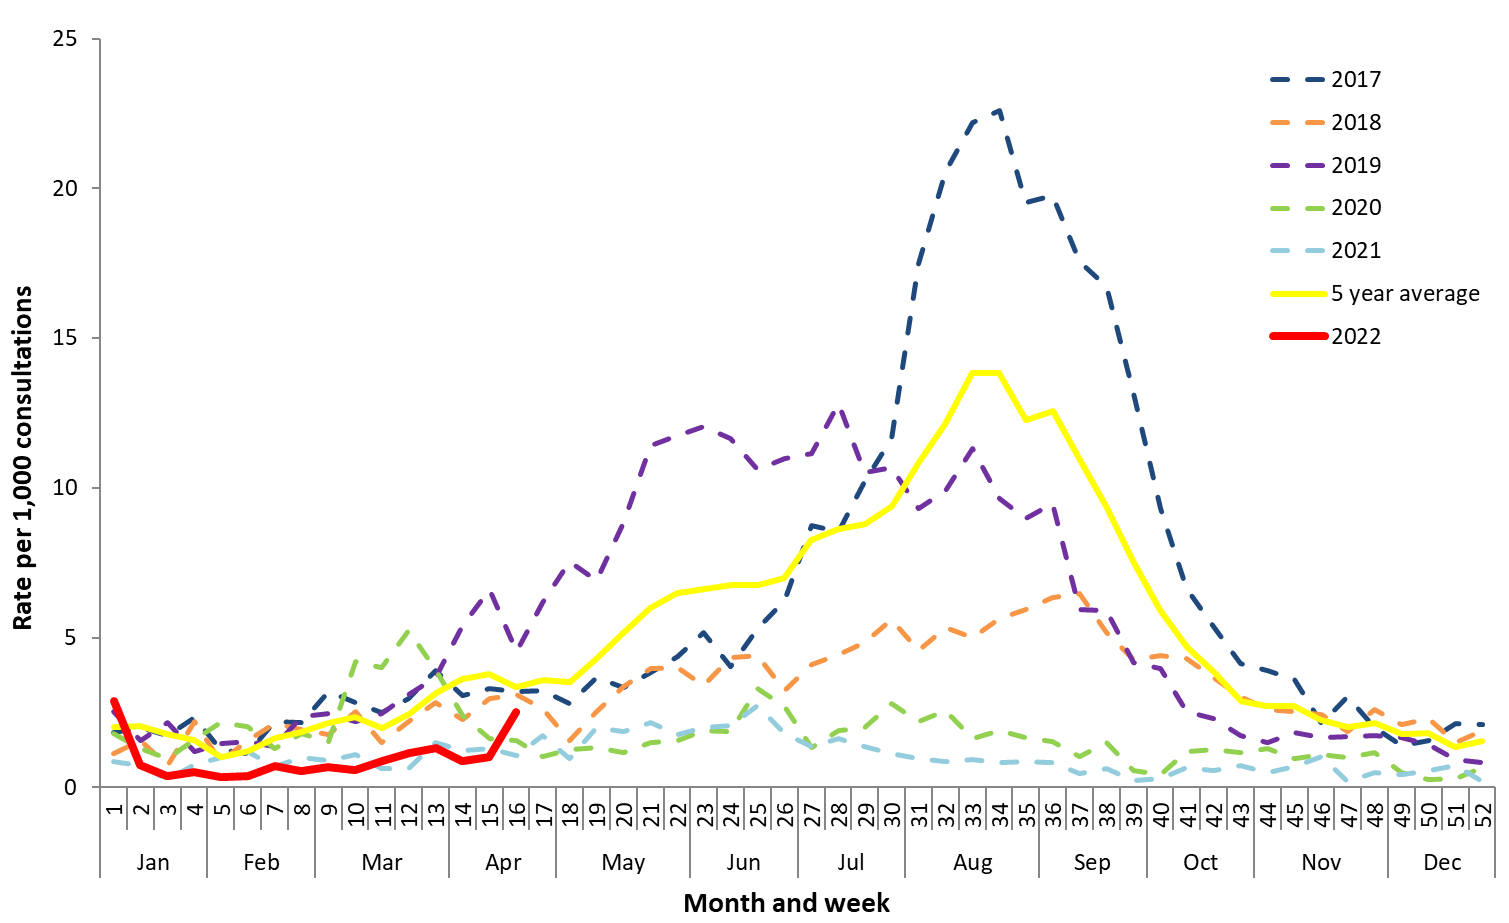 25
20
15
10
5
0
Rate per 1,000 consultations
2017
2018
2019
2020
2021
5 year average
2022
1 2 3 4 5 6 7 8 9 10 11 12 13 14 15 16 17 18 19 20 21 22 23 24 25 26 27 28 29 30 31 32 33 34 35 36 37 38 39 40 41 42 43 44 45 46 47 48 49 50 51 52
Jan Feb Mar Apr May Jun Jul Aug Sep Oct Nov Dec
Month and week